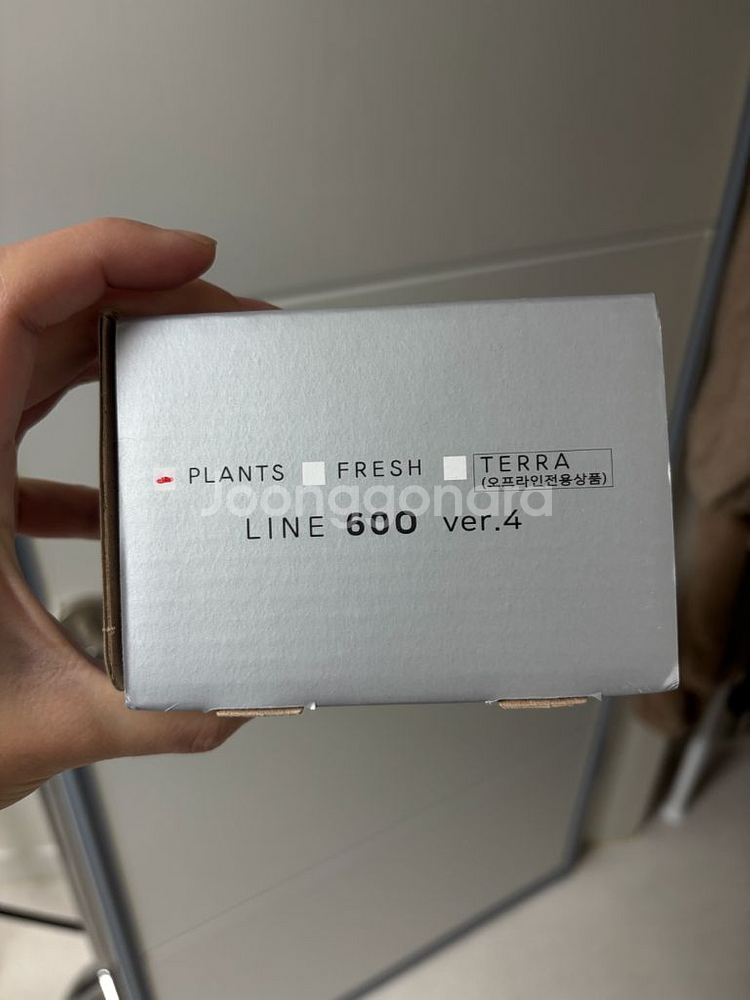 PLANTS FRESH TERRA
(오프라인전용상품)
Joonggonara
LINE 600 ver.4